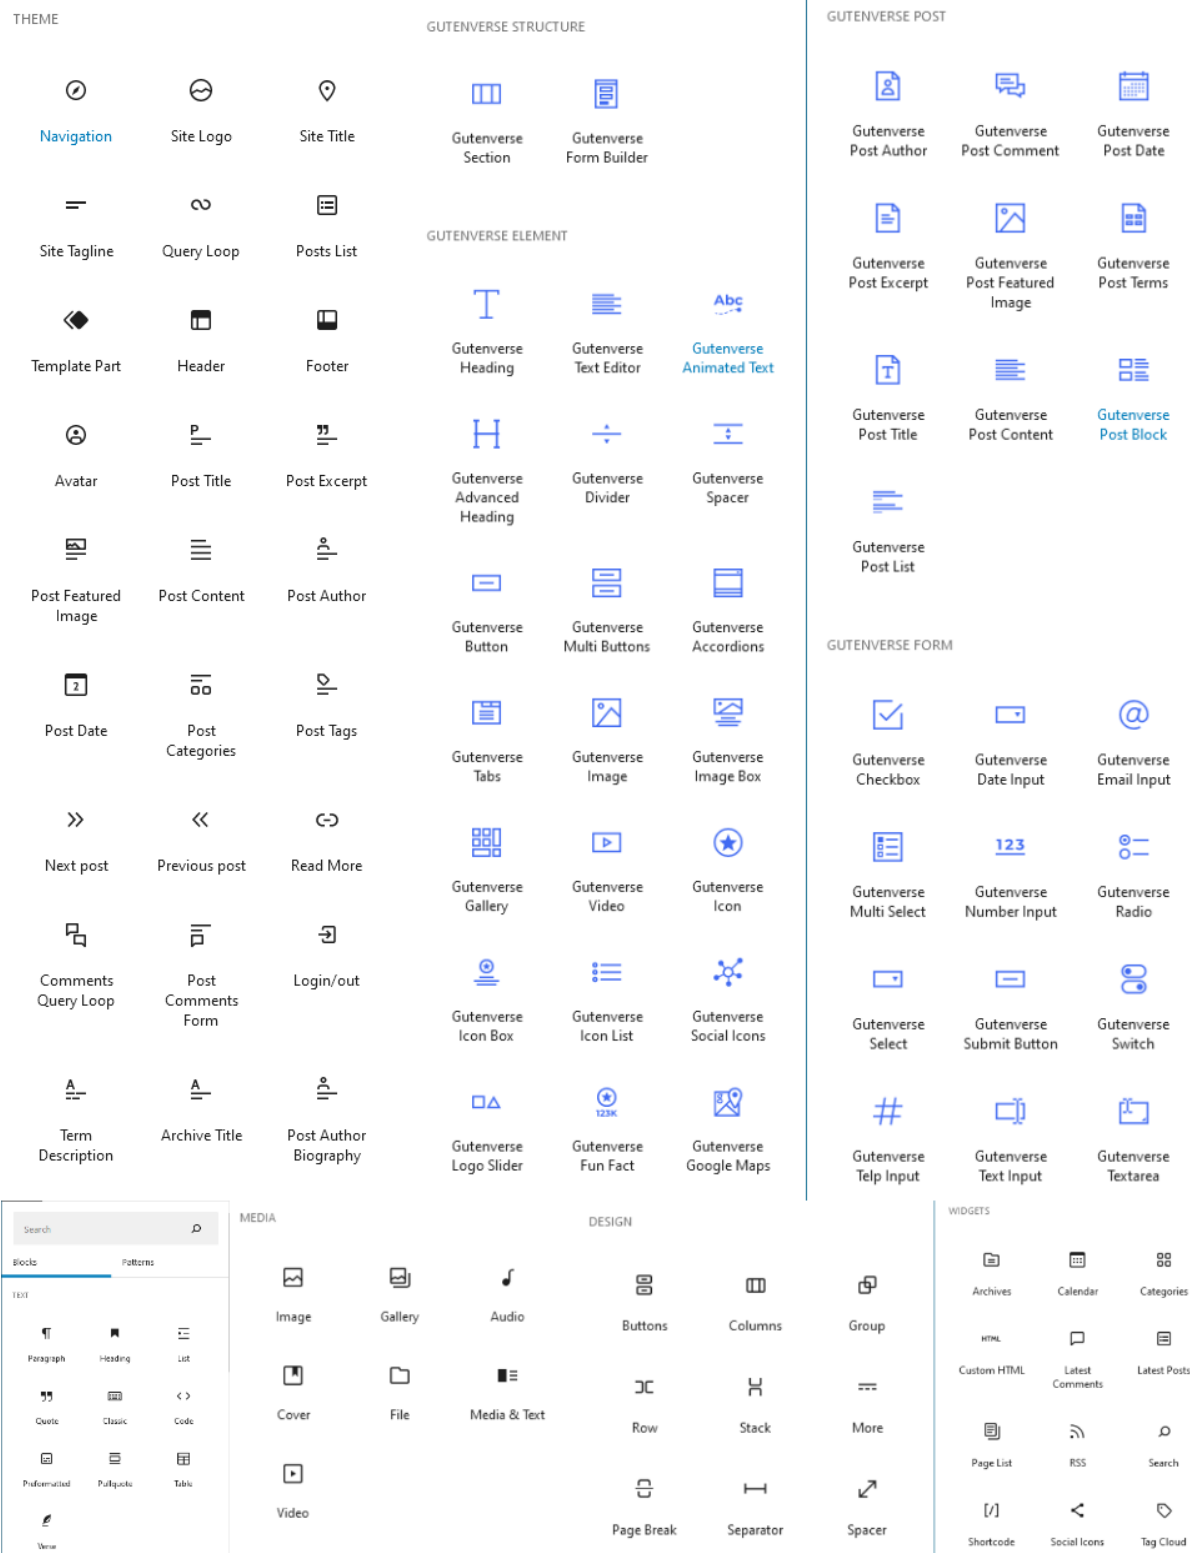 THEME
Navigation
Site Logo
Site Title
Site Tagline
Query Loop
Posts List
Template Part
Header
Footer
Avatar
P
Post Title
Post Excerpt
Post Featured
Image
Post Content
Post Author
2
Post Date
Post
Categories
Post Tags
Next post
Previous post
Read More
Comments
Query Loop
Post
Comments
Form
Login/out
A
Term
Description
A
Archive Title
Post Author
Biography
GUTENVERSE STRUCTURE
Gutenverse
Section
Gutenverse
Form Builder
GUTENVERSE ELEMENT
Gutenverse
Heading
Gutenverse
Text Editor
Abc
Gutenverse
Animated Text
Gutenverse
Advanced
Heading
Gutenverse
Divider
Gutenverse
Spacer
Gutenverse
Button
Gutenverse
Multi Buttons
Gutenverse
Accordions
Gutenverse
Tabs
Gutenverse
Image
Gutenverse
Image Box
Gutenverse
Gallery
Gutenverse
Video
Gutenverse
Icon
Gutenverse
Icon Box
Gutenverse
Icon List
Gutenverse
Social Icons
Gutenverse
Logo Slider
123K
Gutenverse
Fun Fact
Gutenverse
Google Maps
GUTENVERSE POST
Gutenverse
Post Author
Gutenverse
Post Comment
Gutenverse
Post Date
Gutenverse
Post Excerpt
Gutenverse
Post Featured
Image
Gutenverse
Post Terms
T
Gutenverse
Post Title
Gutenverse
Post Content
Gutenverse
Post Block
Gutenverse
Post List
GUTENVERSE FORM
Gutenverse
Checkbox
Gutenverse
Date Input
@
Gutenverse
Email Input
Gutenverse
Multi Select
123
Gutenverse
Number Input
Gutenverse
Radio
Gutenverse
Select
Gutenverse
Submit Button
Gutenverse
Switch
#
Gutenverse
Telp Input
Gutenverse
Text Input
Gutenverse
Textarea
Search
Blocks
Patterns
TEXT
Paragraph
Heading
List
Quote
Classic
Code
Preformatted
Pullquote
Table
Verse
MEDIA
Image
Gallery
Audio
Cover
File
Media & Text
Video
DESIGN
Buttons
Columns
Group
Row
Stack
More
Page Break
Separator
Spacer
WIDGETS
Archives
Calendar
Categories
HTML
Custom HTML
Latest
Comments
Latest Posts
Page List
RSS
Search
[/]
Shortcode
Social Icons
Tag Cloud